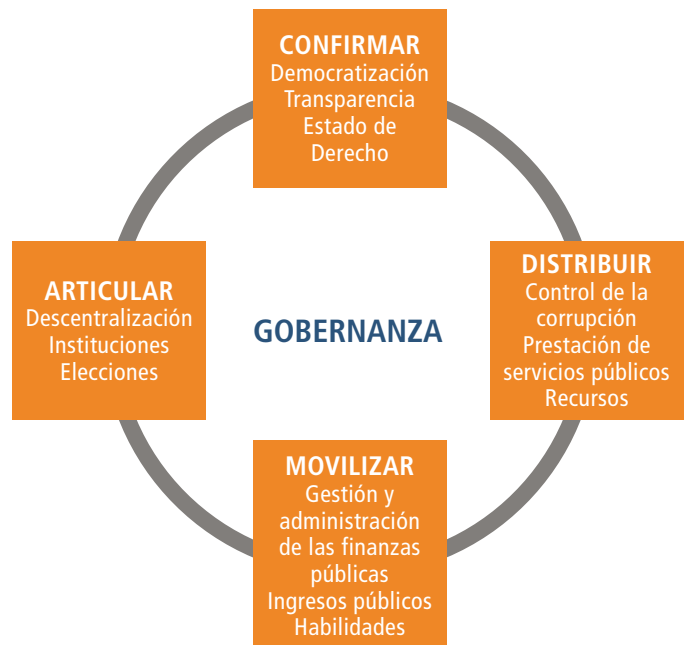 CONFIRMAR
Democratización
Transparencia
Estado de
Derecho
ARTICULAR
Descentralización
Instituciones
Elecciones
GOBERNANZA
DISTRIBUIR
Control de la
corrupción
Prestación de
servicios públicos
Recursos
MOVILIZAR
Gestión y
administración
de las finanzas
públicas
Ingresos públicos
Habilidades